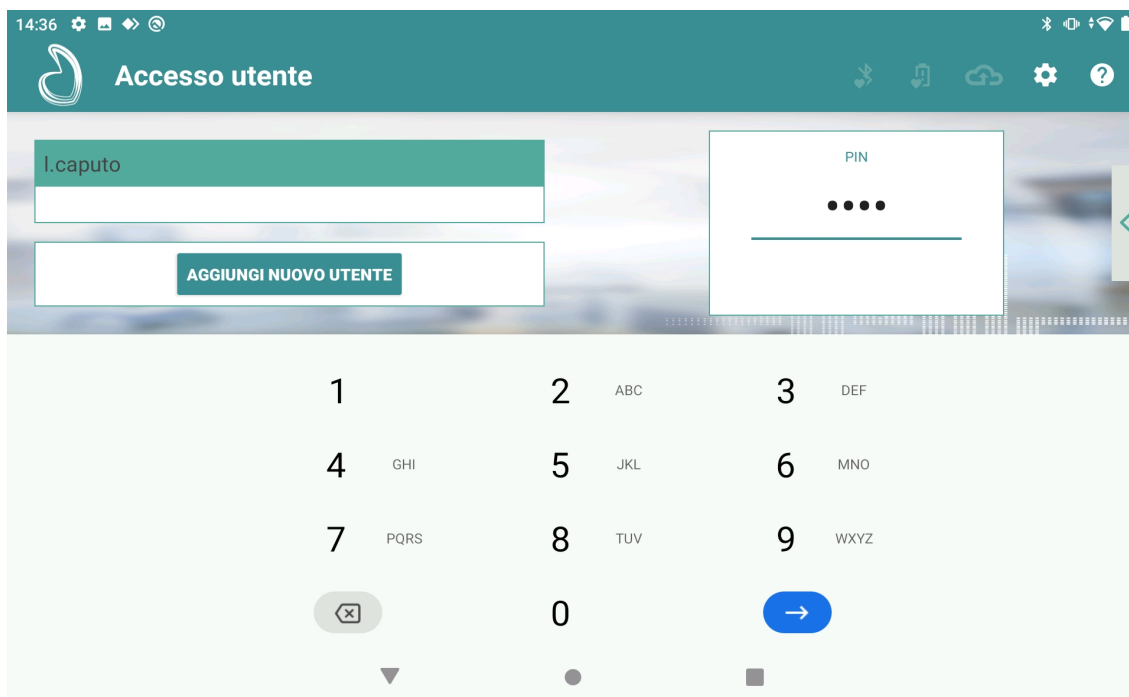 14:36
Accesso utente
l.caputo
PIN
••••
AGGIUNGI NUOVO UTENTE
1
2 ABC
3 DEF
4 GHI
5 JKL
6 MNO
7 PQRS
8 TUV
9 WXYZ
0